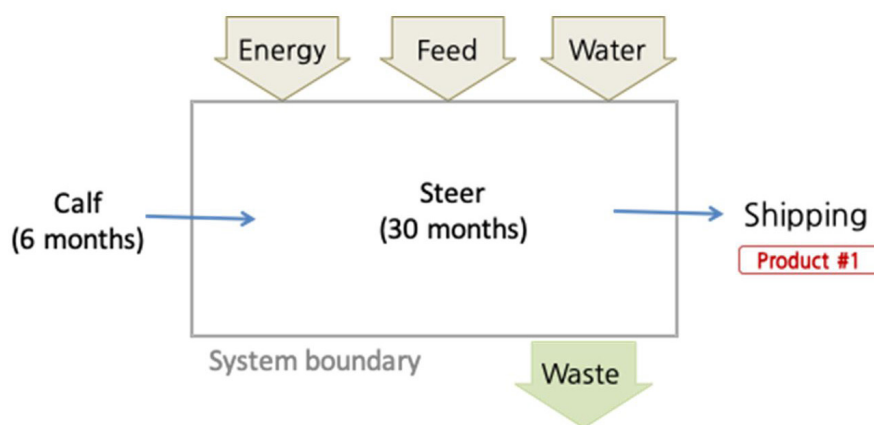 Energy
Feed
Water
Calf
(6 months)
Steer
(30 months)
Shipping
Product #1
System boundary
Waste